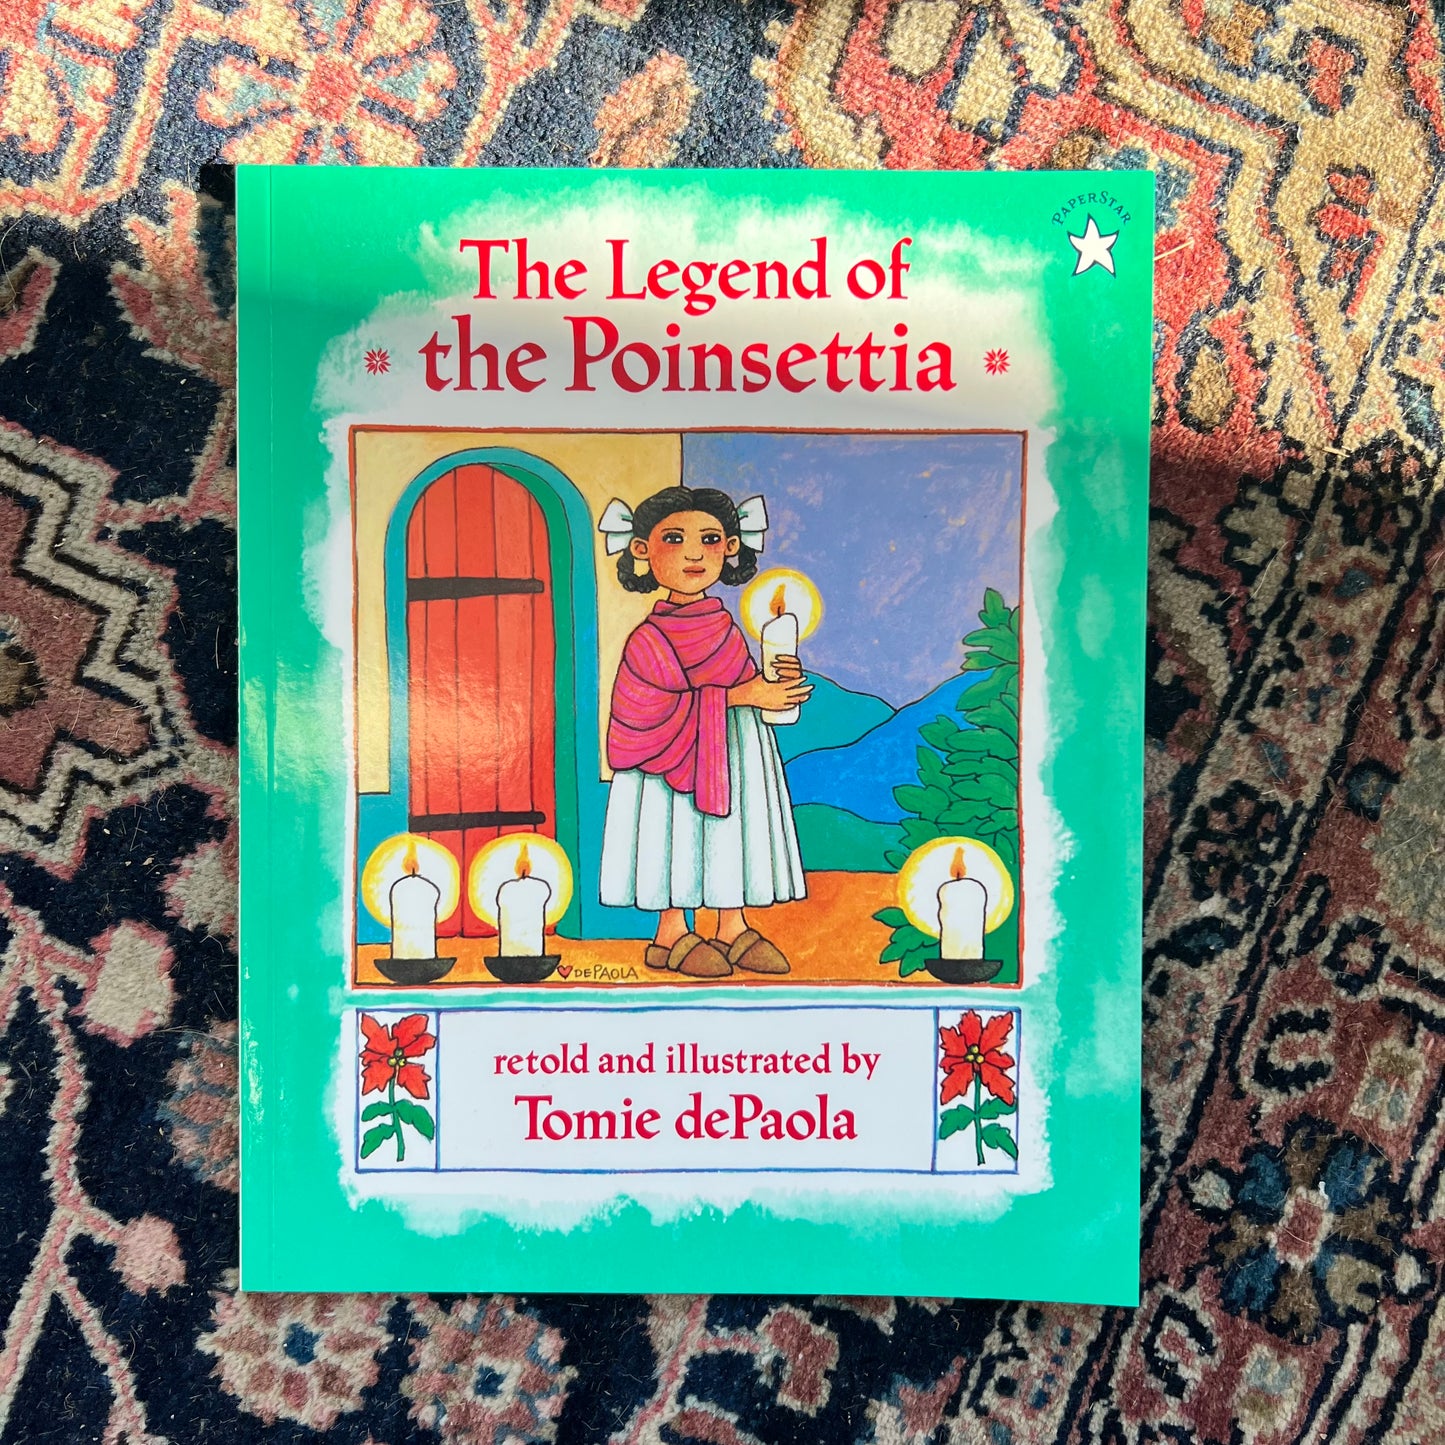 PAPERSTAR
The Legend of
the Poinsettia
DEPAOLA
retold and illustrated by
Tomie dePaola